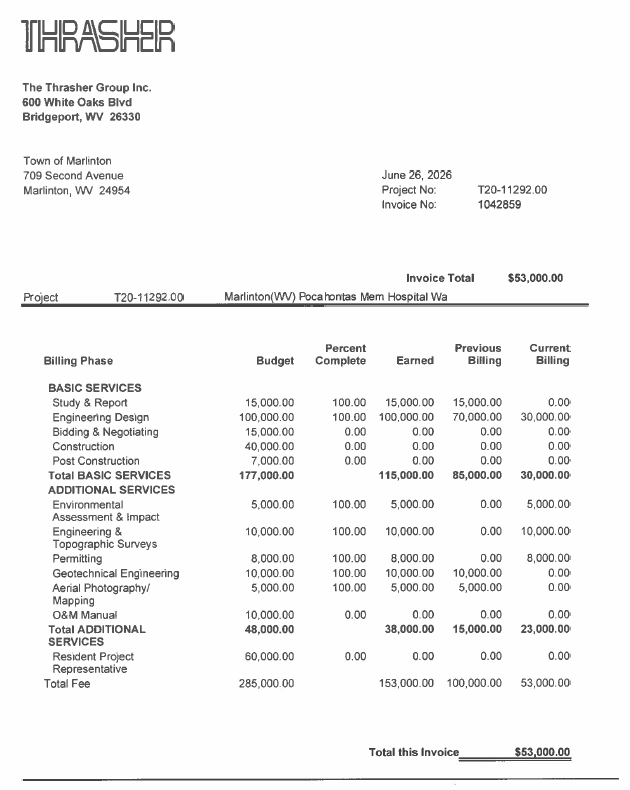 THRASHER
The Thrasher Group Inc.
600 White Oaks Blvd
Bridgeport, WV 26330
Town of Marlinton
709 Second Avenue
Marlinton, WV 24954
June 26, 2026
Project No: T20-11292.00
Invoice No: 1042859
Invoice Total $53,000.00
Project T20-11292.00 Marlinton(WV) Pocahontas Mem Hospital Wa
Billing Phase Budget Percent Complete Earned Previous Billing Current Billing
BASIC SERVICES
Study & Report 15,000.00 100.00 15,000.00 15,000.00 0.00
Engineering Design 100,000.00 100.00 100,000.00 70,000.00 30,000.00
Bidding & Negotiating 15,000.00 0.00 0.00 0.00 0.00
Construction 40,000.00 0.00 0.00 0.00 0.00
Post Construction 7,000.00 0.00 0.00 0.00 0.00
Total BASIC SERVICES 177,000.00 115,000.00 85,000.00 30,000.00
ADDITIONAL SERVICES
Environmental 5,000.00 100.00 5,000.00 0.00 5,000.00
Assessment & Impact
Engineering & 10,000.00 100.00 10,000.00 0.00 10,000.00
Topographic Surveys
Permitting 8,000.00 100.00 8,000.00 0.00 8,000.00
Geotechnical Engineering 10,000.00 100.00 10,000.00 10,000.00 0.00
Aerial Photography/ 5,000.00 100.00 5,000.00 5,000.00 0.00
Mapping
O&M Manual 10,000.00 0.00 0.00 0.00 0.00
Total ADDITIONAL 48,000.00 38,000.00 15,000.00 23,000.00
SERVICES
Resident Project 60,000.00 0.00 0.00 0.00 0.00
Representative
Total Fee 285,000.00 153,000.00 100,000.00 53,000.00
Total this Invoice $53,000.00